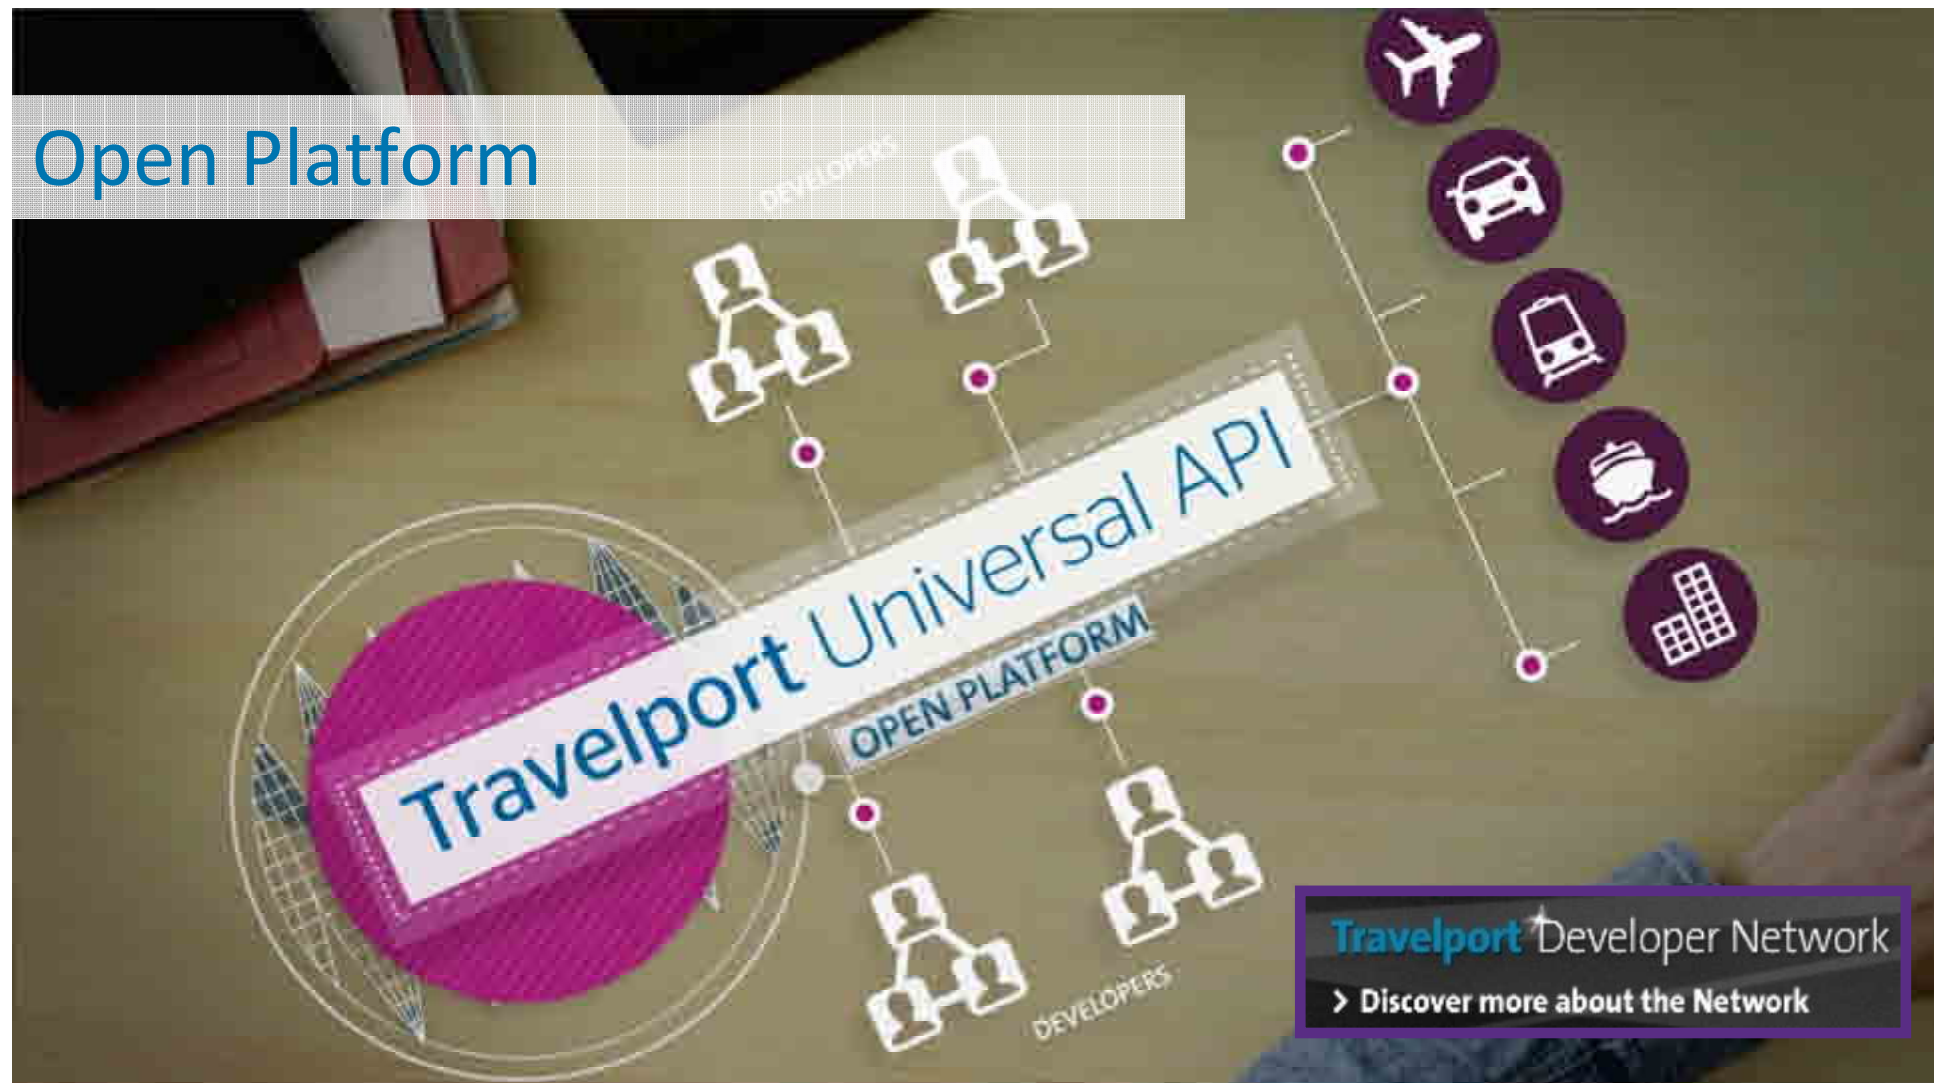 Open Platform
DEVELOPERS
Travelport Universal API
OPEN PLATFORM
DEVELOPERS
Travelport Developer Network
> Discover more about the Network